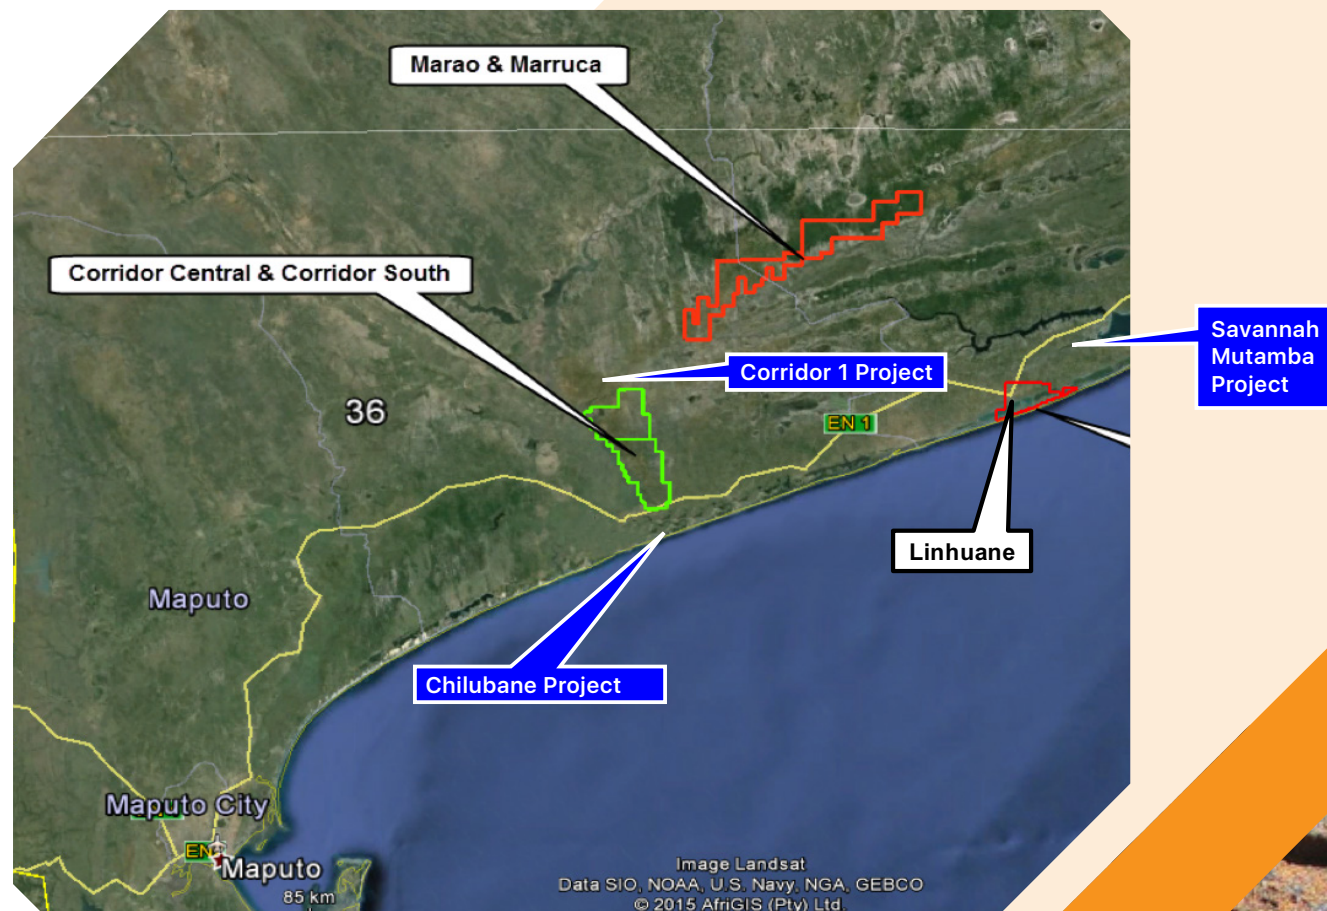 Marao & Marruca
Corridor Central & Corridor South
Savannah
Mutamba
Project
Corridor 1 Project
36
EN 1
Linhuane
Maputo
Chilubane Project
Maputo City
EN
Maputo
85 km
Image Landsat
Data SIO, NOAA, U.S. Navy, NGA, GEBCO
© 2015 AfriGIS (Pty) Ltd.